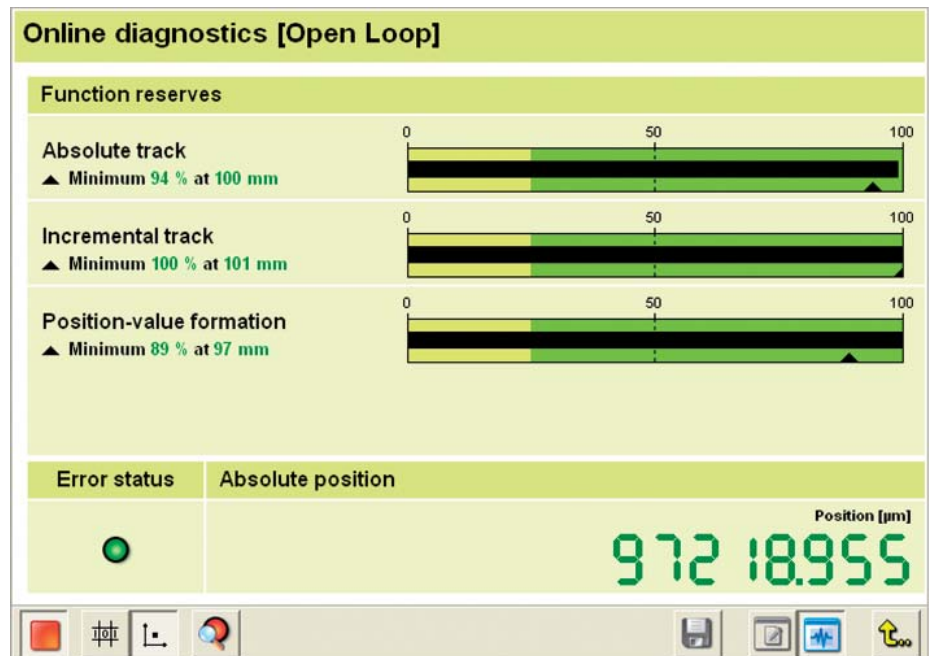 Online diagnostics [Open Loop]
Function reserves
0 50 100
Absolute track
▲ Minimum 94 % at 100 mm
0 50 100
Incremental track
▲ Minimum 100 % at 101 mm
0 50 100
Position-value formation
▲ Minimum 89 % at 97 mm
Error status Absolute position
Position [µm]
972 18.955